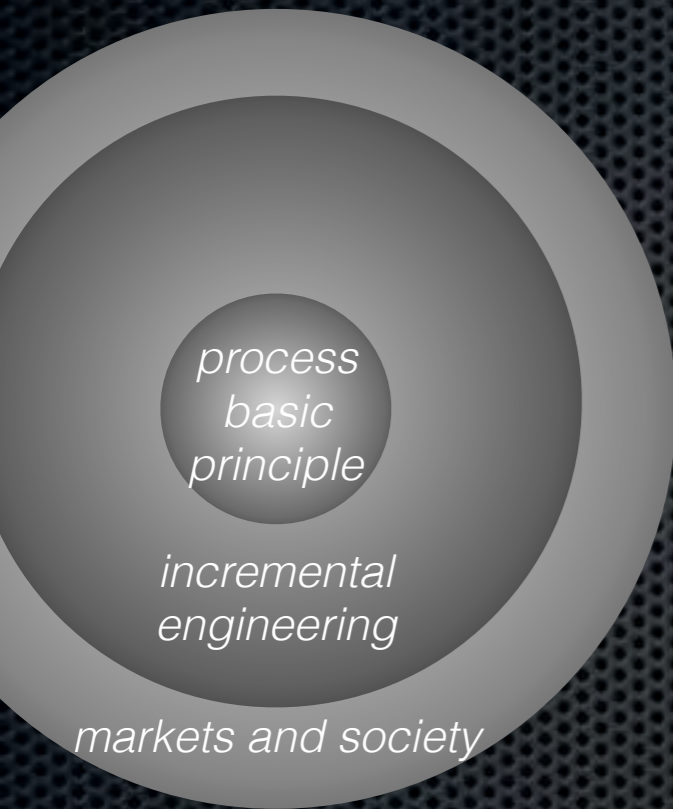 process
basic
principle
incremental
engineering
markets and society